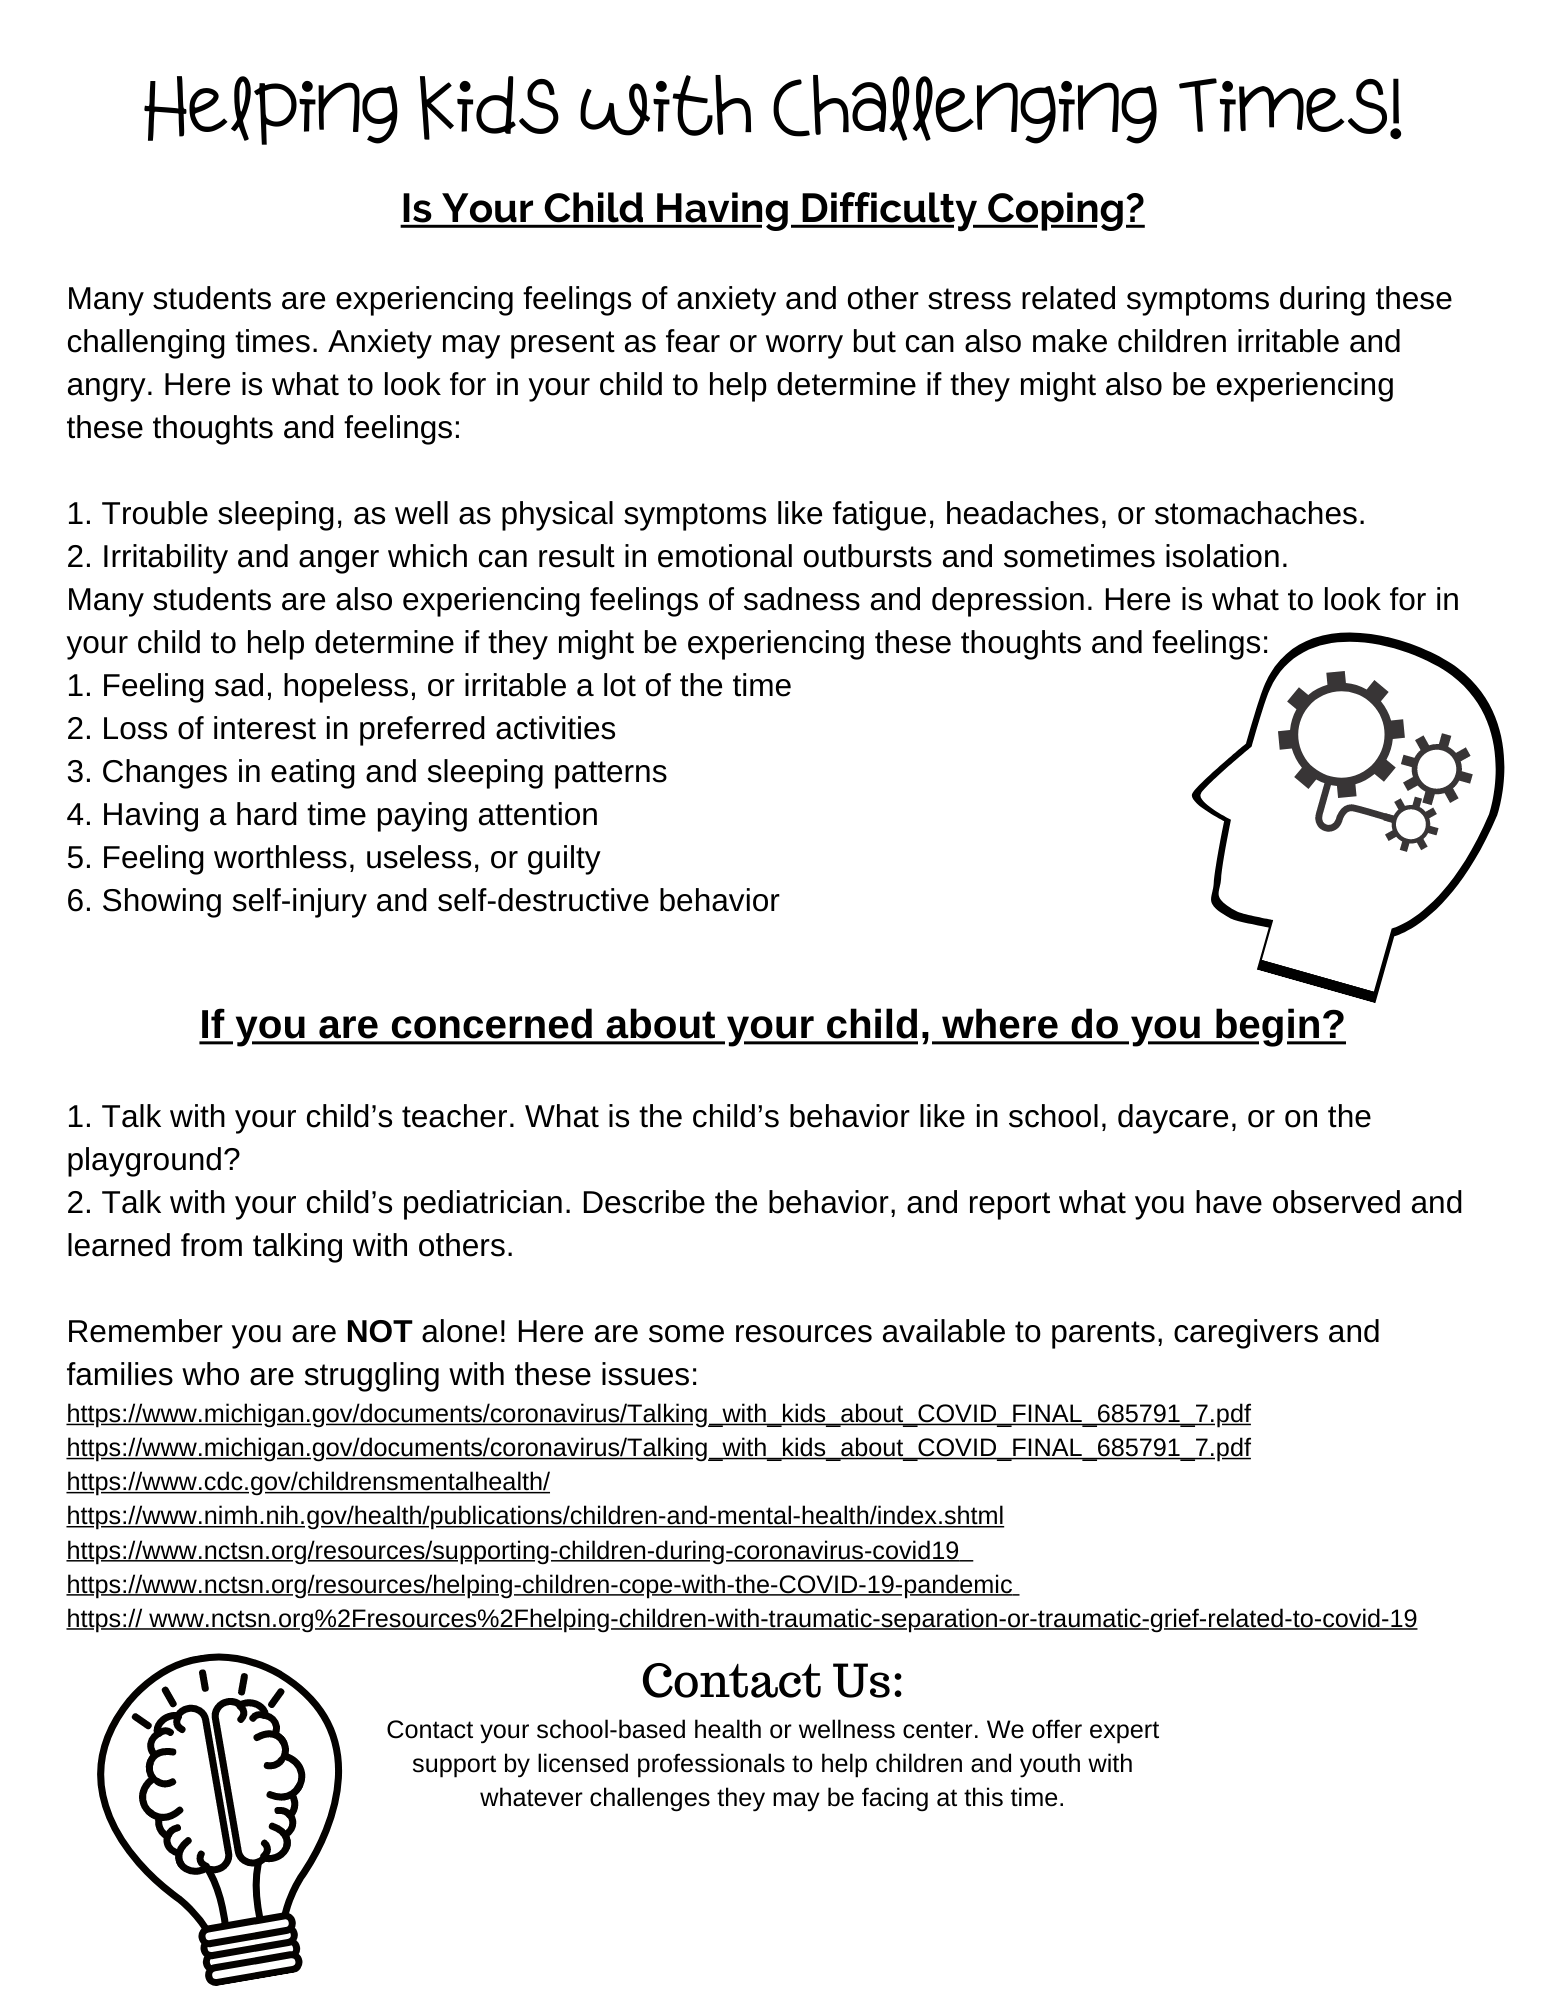 Helping Kids with Challenging Times!
Is Your Child Having Difficulty Coping?
Many students are experiencing feelings of anxiety and other stress related symptoms during these
challenging times. Anxiety may present as fear or worry but can also make children irritable and
angry. Here is what to look for in your child to help determine if they might also be experiencing
these thoughts and feelings:
1. Trouble sleeping, as well as physical symptoms like fatigue, headaches, or stomachaches.
2. Irritability and anger which can result in emotional outbursts and sometimes isolation.
Many students are also experiencing feelings of sadness and depression. Here is what to look for in
your child to help determine if they might be experiencing these thoughts and feelings:
1. Feeling sad, hopeless, or irritable a lot of the time
2. Loss of interest in preferred activities
3. Changes in eating and sleeping patterns
4. Having a hard time paying attention
5. Feeling worthless, useless, or guilty
6. Showing self-injury and self-destructive behavior
If you are concerned about your child, where do you begin?
1. Talk with your child’s teacher. What is the child’s behavior like in school, daycare, or on the
playground?
2. Talk with your child’s pediatrician. Describe the behavior, and report what you have observed and
learned from talking with others.
Remember you are NOT alone! Here are some resources available to parents, caregivers and
families who are struggling with these issues:
https://www.michigan.gov/documents/coronavirus/Talking_with_kids_about_COVID_FINAL_685791_7.pdf
https://www.michigan.gov/documents/coronavirus/Talking_with_kids_about_COVID_FINAL_685791_7.pdf
https://www.cdc.gov/childrensmentalhealth/
https://www.nimh.nih.gov/health/publications/children-and-mental-health/index.shtml
https://www.nctsn.org/resources/supporting-children-during-coronavirus-covid19
https://www.nctsn.org/resources/helping-children-cope-with-the-COVID-19-pandemic
https:// www.nctsn.org%2Fresources%2Fhelping-children-with-traumatic-separation-or-traumatic-grief-related-to-covid-19
Contact Us:
Contact your school-based health or wellness center. We offer expert
support by licensed professionals to help children and youth with
whatever challenges they may be facing at this time.